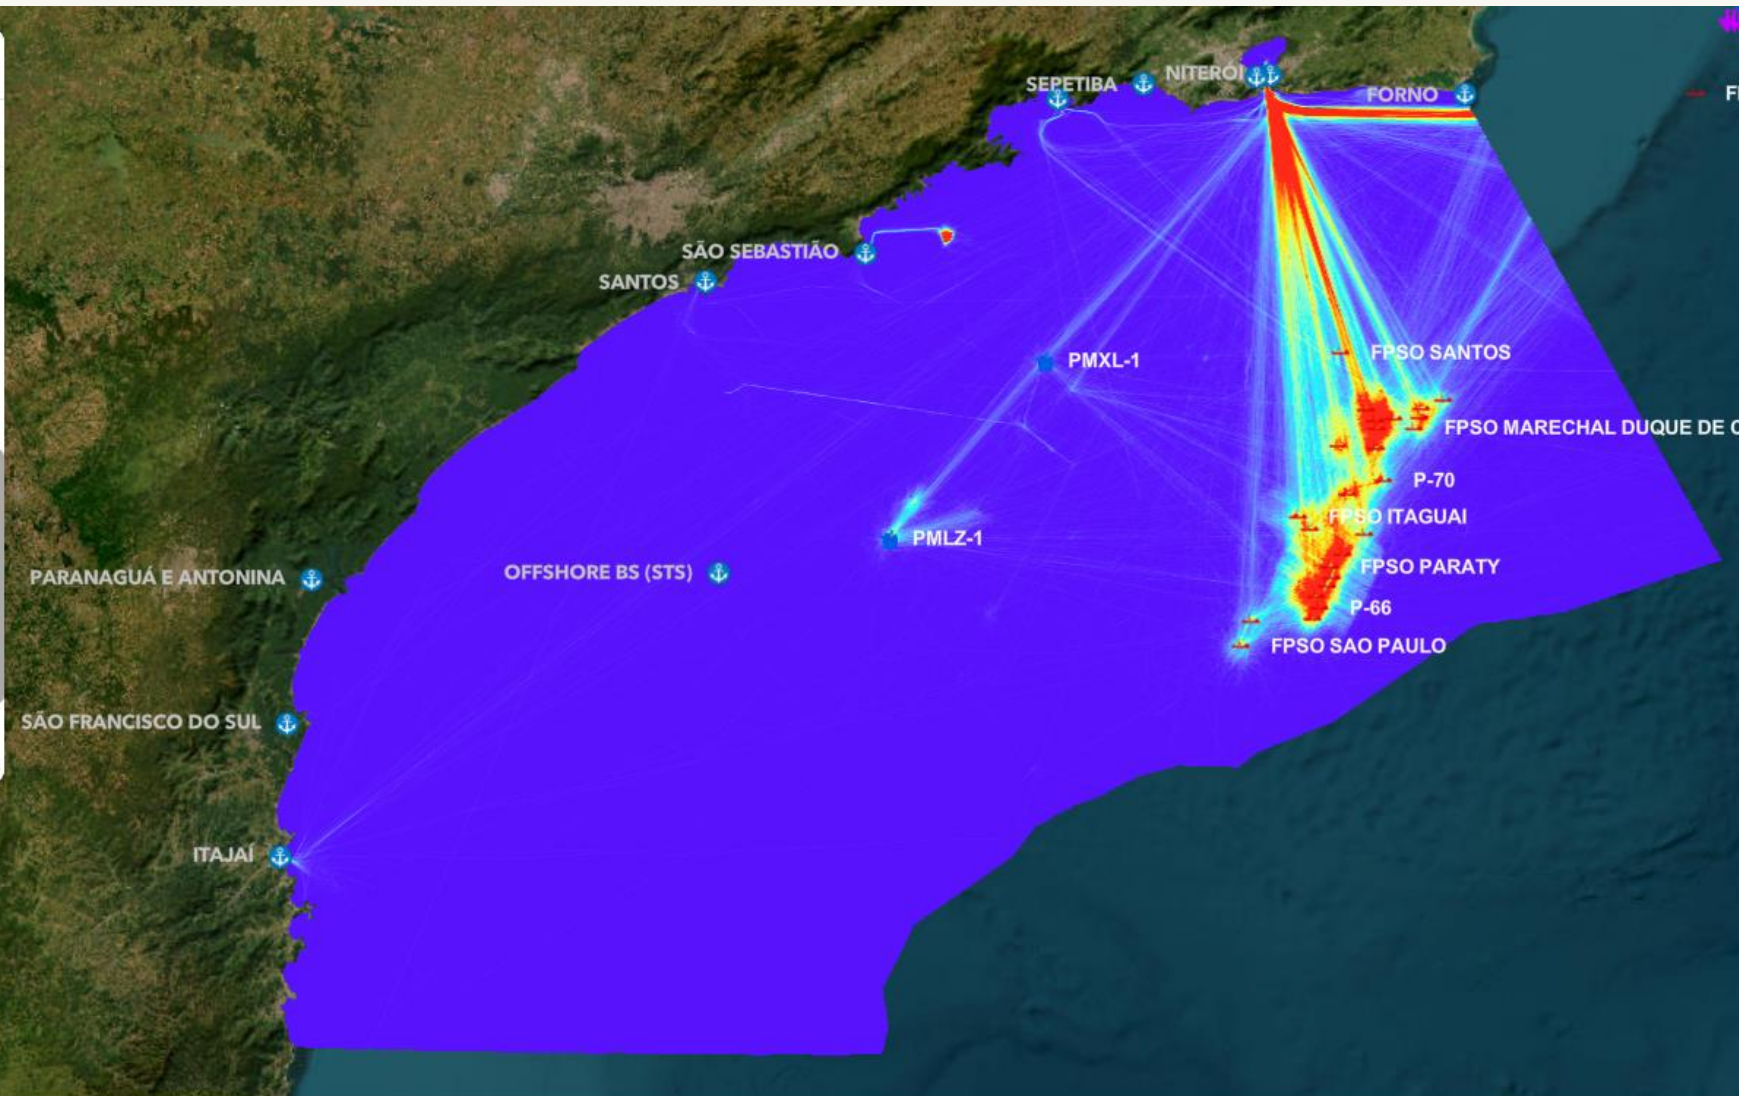 NITERÓI
SEPETIBA
FORNO
SÃO SEBASTIÃO
SANTOS
FPSO SANTOS
PMXL-1
FPSO MARECHAL DUQUE DE
P-70
FPSO ITAGUAI
PMLZ-1
FPSO PARATY
OFFSHORE BS (STS)
PARANAGUÁ E ANTONINA
P-66
FPSO SAO PAULO
SÃO FRANCISCO DO SUL
ITAJAÍ